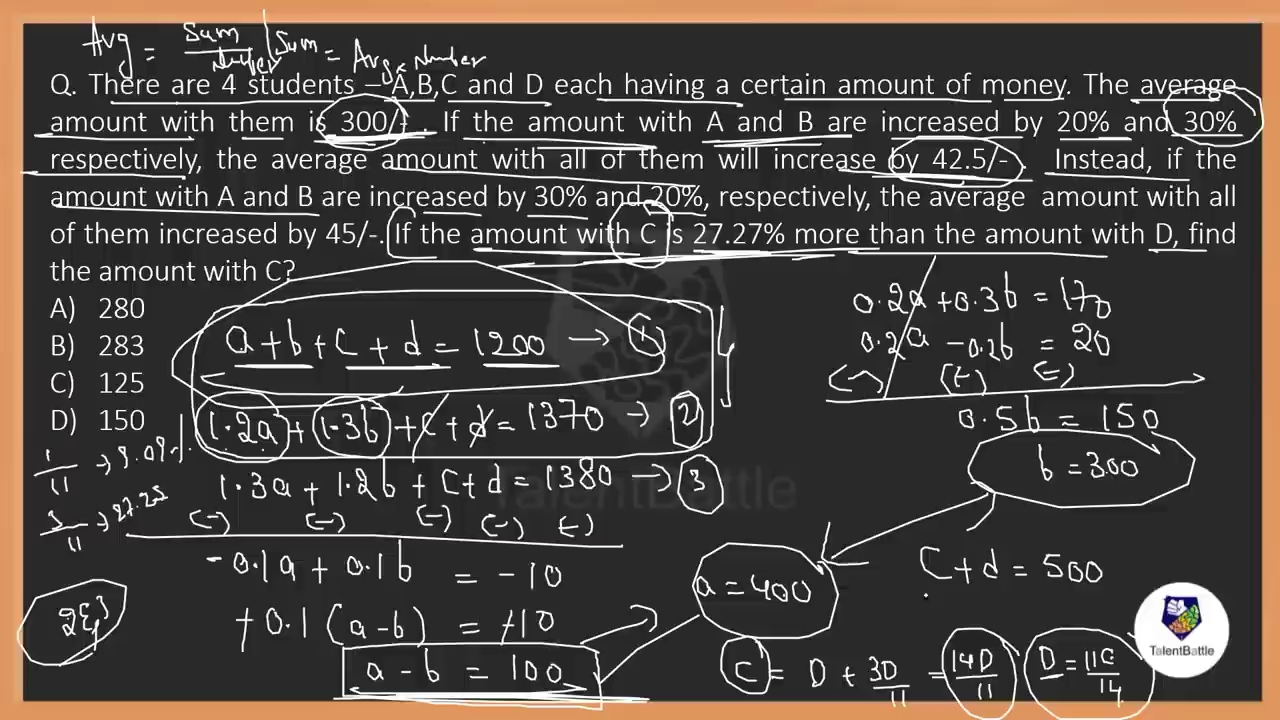 Avg = Sum / Number | Sum = Avg × Number
Q. There are 4 students – A,B,C and D each having a certain amount of money. The average
amount with them is 300/- . If the amount with A and B are increased by 20% and 30%
respectively, the average amount with all of them will increase by 42.5/- . Instead, if the
amount with A and B are increased by 30% and 20%, respectively, the average amount with all
of them increased by 45/-. If the amount with C is 27.27% more than the amount with D, find
the amount with C?
A) 280
B) 283
C) 125
D) 150
a+b+c+d = 1200 → 1
1.2a + 1.3b + c + d = 1370 → 2
1.3a + 1.2b + c+d = 1380 → 3
(-) (-) (-) (-) (-)
-0.1a + 0.1b = -10
+0.1 (a-b) = +10
a - b = 100
1/11 → 9.09%
3/11 → 27.27
0.2a + 0.3b = 170
0.2a - 0.2b = 20
(-) (+) (-)
0.5b = 150
b = 300
a = 400
C+d = 500
C = D + 3D/11 = 14D/11
D = 11C/14
TalentBattle
TalentBattle